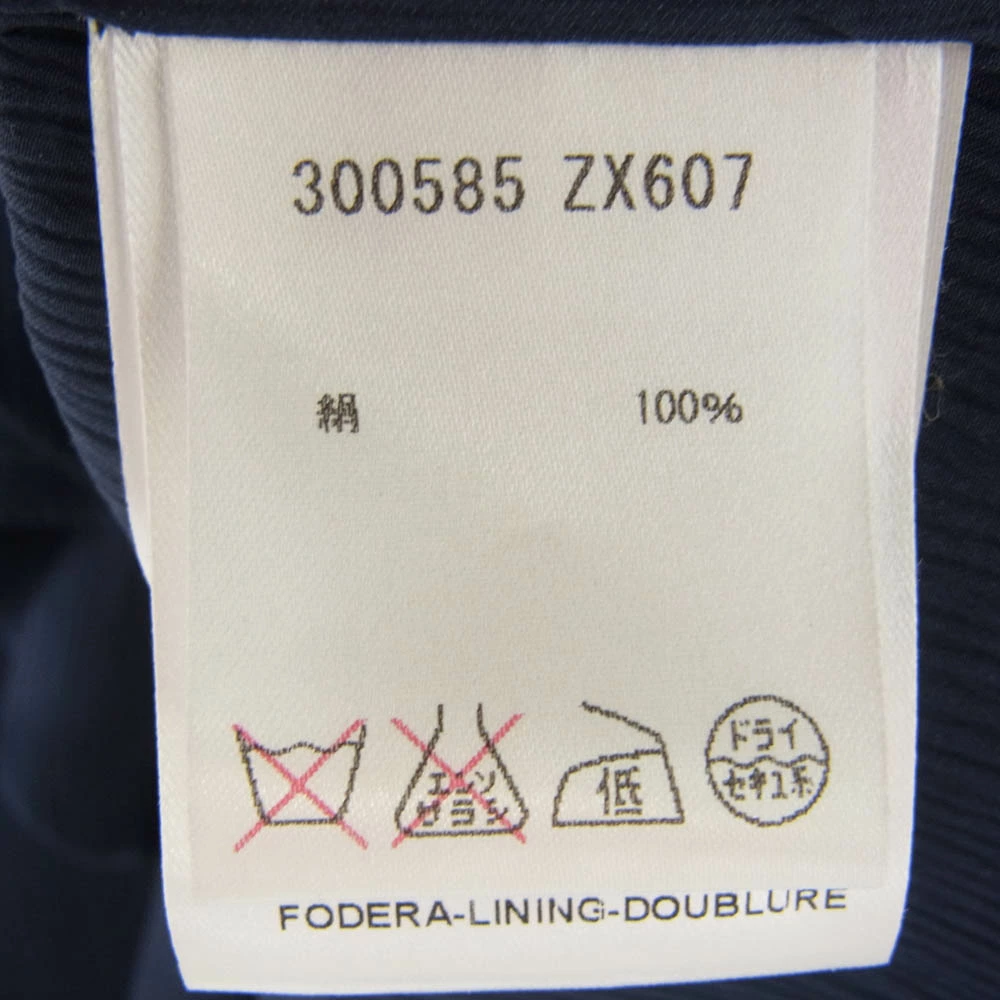 300585 ZX607
絹 100%
エンソ
サラシ
低
ドライ
セキユ系
FODERA-LINING-DOUBLURE